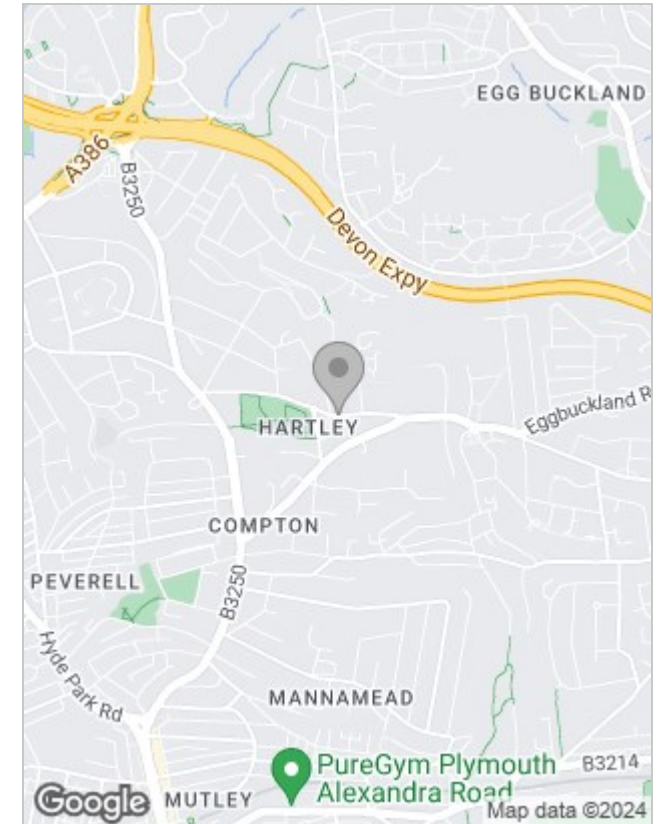 EGG BUCKLAND
A386
B3250
Devon Expy
Eggbuckland R
HARTLEY
COMPTON
PEVERELL
B3250
Hyde Park Rd
MANNAMEAD
PureGym Plymouth
Alexandra Road
B3214
Google
MUTLEY
Map data ©2024